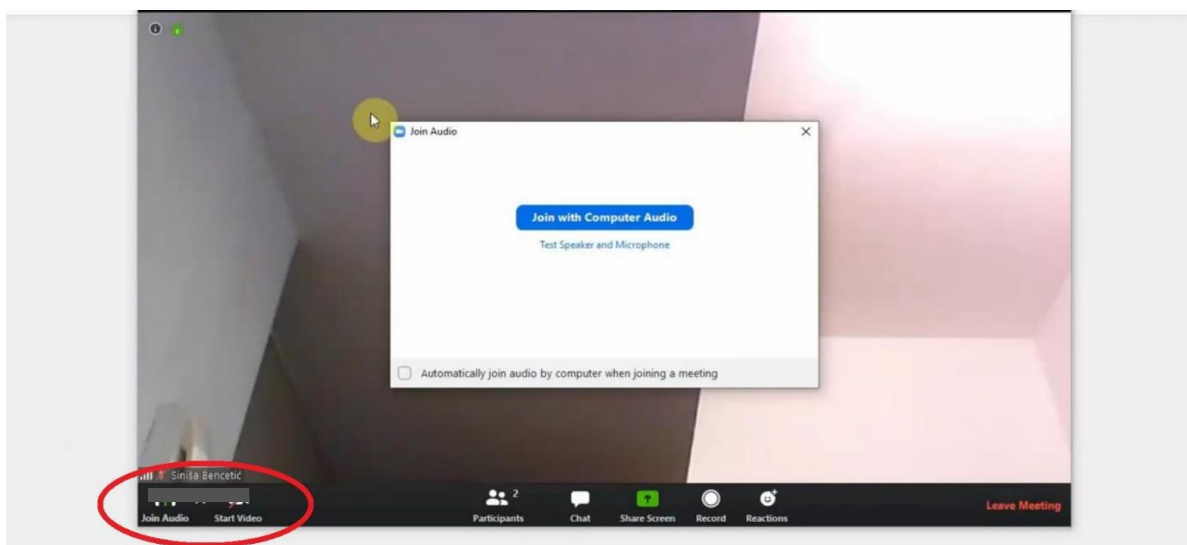 Join Audio
Join with Computer Audio
Test Speaker and Microphone
Automatically join audio by computer when joining a meeting
Siniša Bencetić
2
Join Audio Start Video Participants Chat Share Screen Record Reactions Leave Meeting